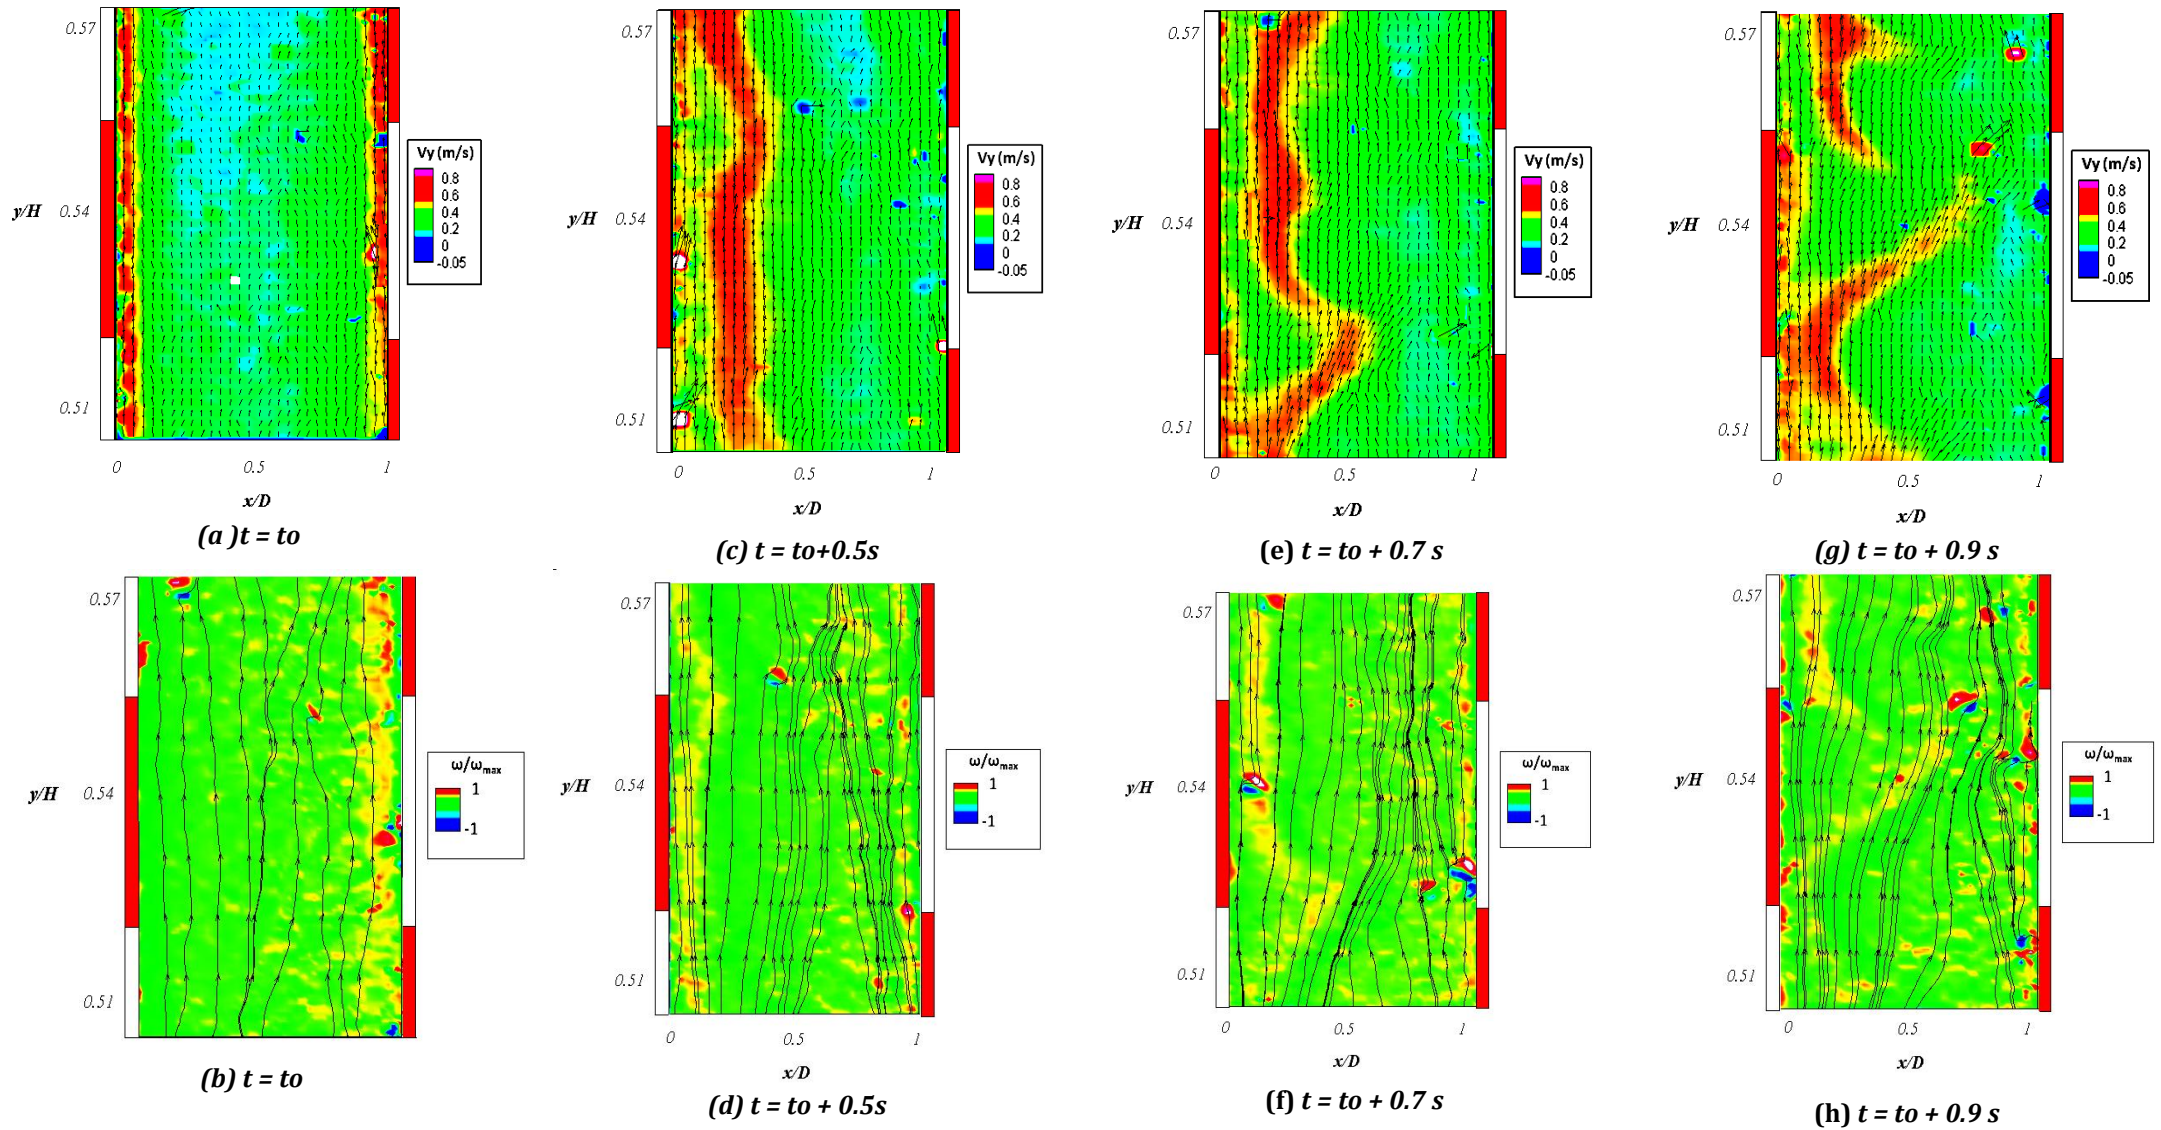 0.57
y/H
0.54
0.51
0
0.5
1
x/D
Vy (m/s)
0.8
0.6
0.4
0.2
0
-0.05
(a )t = to
0.57
y/H
0.54
0.51
0
0.5
1
x/D
Vy (m/s)
0.8
0.6
0.4
0.2
0
-0.05
(c) t = to+0.5s
0.57
y/H
0.54
0.51
0
0.5
1
x/D
Vy (m/s)
0.8
0.6
0.4
0.2
0
-0.05
(e) t = to + 0.7 s
0.57
y/H
0.54
0.51
0
0.5
1
x/D
Vy (m/s)
0.8
0.6
0.4
0.2
0
-0.05
(g) t = to + 0.9 s
0.57
y/H
0.54
0.51
ω/ωmax
1
-1
(b) t = to
0.57
y/H
0.54
0.51
0
0.5
1
x/D
ω/ωmax
1
-1
(d) t = to + 0.5s
0.57
y/H
0.54
0.51
0
0.5
1
x/D
ω/ωmax
1
-1
(f) t = to + 0.7 s
0.57
y/H
0.54
0.51
0
0.5
1
x/D
ω/ωmax
1
-1
(h) t = to + 0.9 s